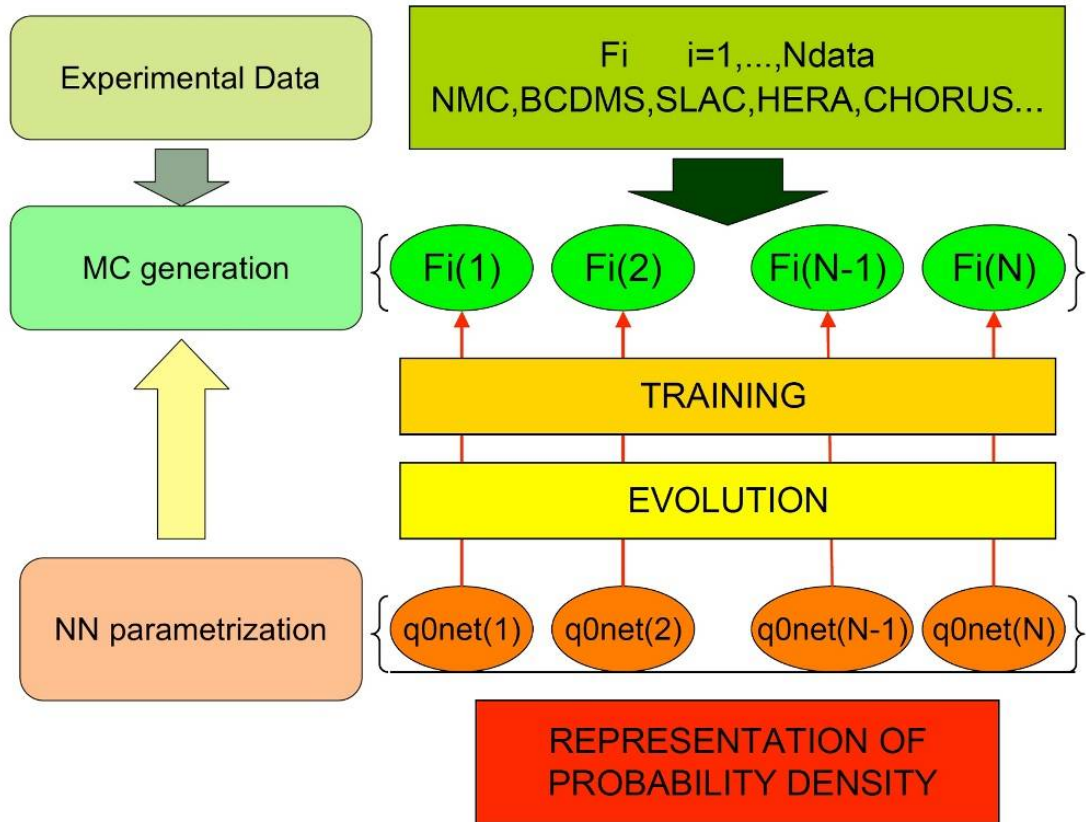 Experimental Data
Fi i=1,...,Ndata
NMC,BCDMS,SLAC,HERA,CHORUS...
MC generation
Fi(1)
Fi(2)
Fi(N-1)
Fi(N)
TRAINING
EVOLUTION
NN parametrization
q0net(1)
q0net(2)
q0net(N-1)
q0net(N)
REPRESENTATION OF
PROBABILITY DENSITY